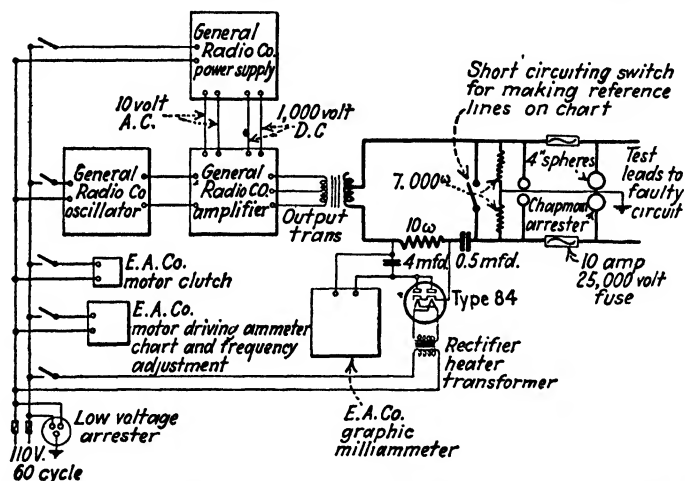 General
Radio Co.
power supply
10 volt
A.C.
1,000 volt
D.C
Short circuiting switch
for making reference
lines on chart
General
Radio Co
oscillator
General
Radio CO.
amplifier
Output
trans
7.000ω
4" spheres
Chapman
arrester
Test
leads to
faulty
circuit
10ω
4 mfd.
0.5 mfd.
10 amp
25,000 volt
fuse
E.A.Co.
motor clutch
E.A.Co.
motor driving ammeter
chart and frequency
adjustment
Type 84
Rectifier
heater
transformer
E.A.Co.
graphic
milliammeter
Low voltage
arrester
110V.
60 cycle